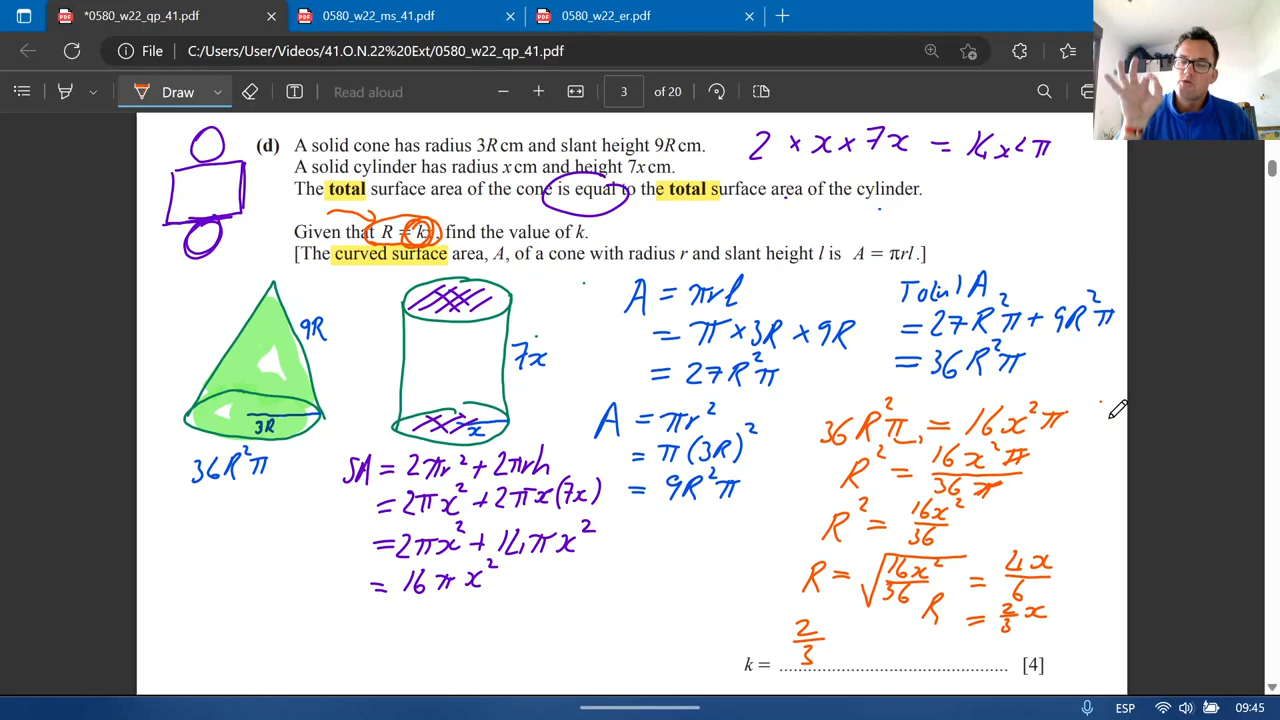 *0580_w22_qp_41.pdf
0580_w22_ms_41.pdf
0580_w22_er.pdf
File
C:/Users/User/Videos/41.O.N.22%20Ext/0580_w22_qp_41.pdf
Draw
Read aloud
3 of 20
(d) A solid cone has radius 3R cm and slant height 9R cm.
A solid cylinder has radius x cm and height 7x cm.
The total surface area of the cone is equal to the total surface area of the cylinder.
2 × x × 7x = 14x²π
Given that R = kx, find the value of k.
[The curved surface area, A, of a cone with radius r and slant height l is A = πrl.]
9R
3R
36R²π
7x
x
SA = 2πr² + 2πrh
= 2πx² + 2πx(7x)
= 2πx² + 14πx²
= 16πx²
A = πrl
= π × 3R × 9R
= 27R²π
A = πr²
= π(3R)²
= 9R²π
Total A
= 27R²π + 9R²π
= 36R²π
36R²π = 16x²π
R² = 16x²π / 36π
R² = 16x² / 36
R = √(16x²/36) = 4x/6
R = 2/3 x
2/3
k = ................................................ [4]
ESP
09:45